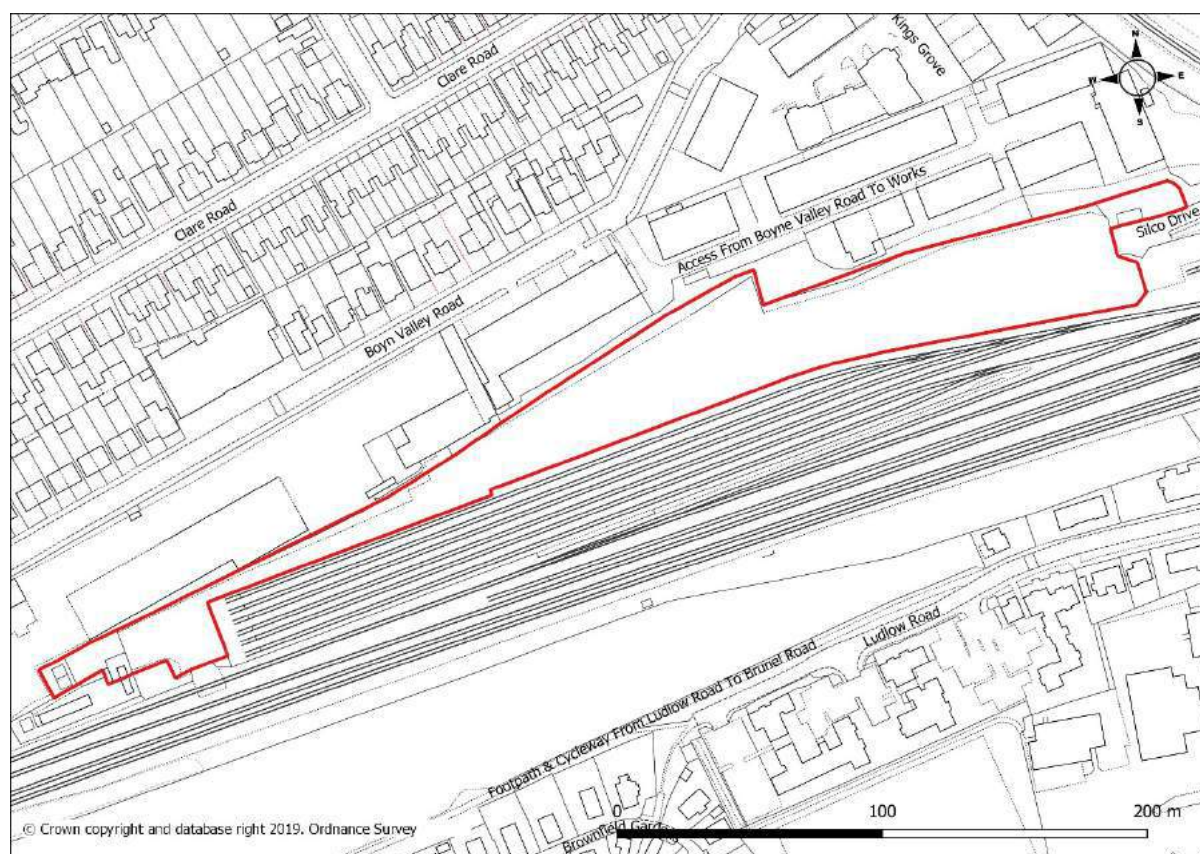 Kings Grove
N
W E
S
Clare Road
Clare Road
Access From Boyne Valley Road To Works
Silco Drive
Boyn Valley Road
Ludlow Road
Footpath & Cycleway From Ludlow Road To Brunel Road
0 100 200 m
© Crown copyright and database right 2019. Ordnance Survey
Brownfield